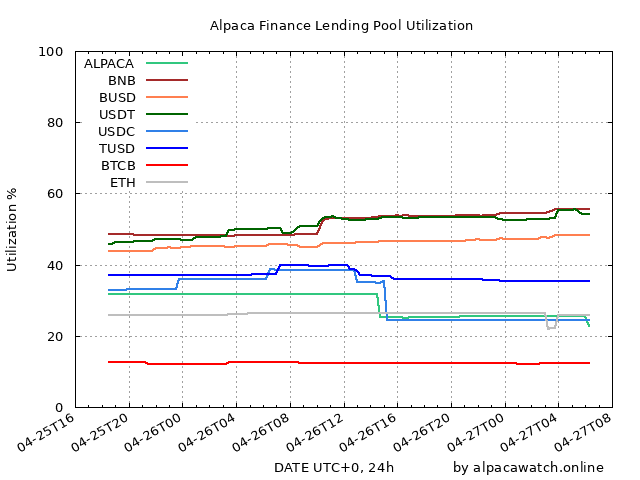 Alpaca Finance Lending Pool Utilization
100
80
60
40
20
0
Utilization %
ALPACA
BNB
BUSD
USDT
USDC
TUSD
BTCB
ETH
04-25T16
04-25T20
04-26T00
04-26T04
04-26T08
04-26T12
04-26T16
04-26T20
04-27T00
04-27T04
04-27T08
DATE UTC+0, 24h
by alpacawatch.online